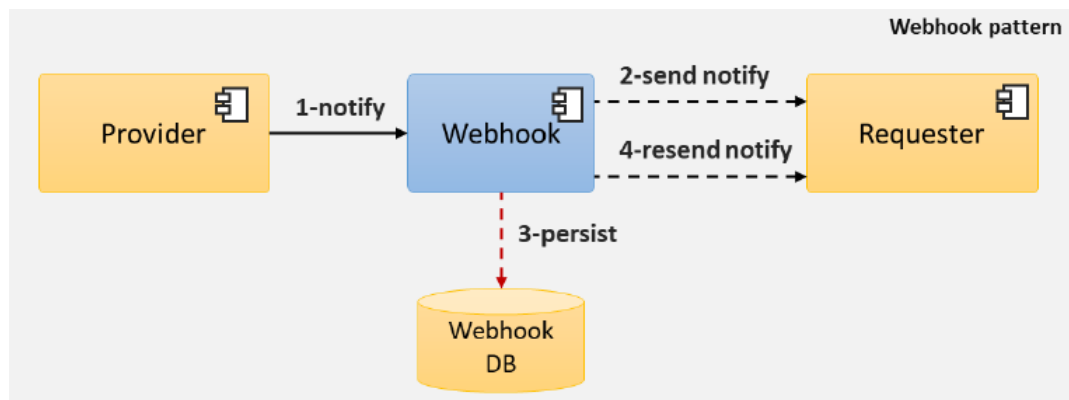 Webhook pattern
Provider
1-notify
Webhook
2-send notify
4-resend notify
Requester
3-persist
Webhook
DB